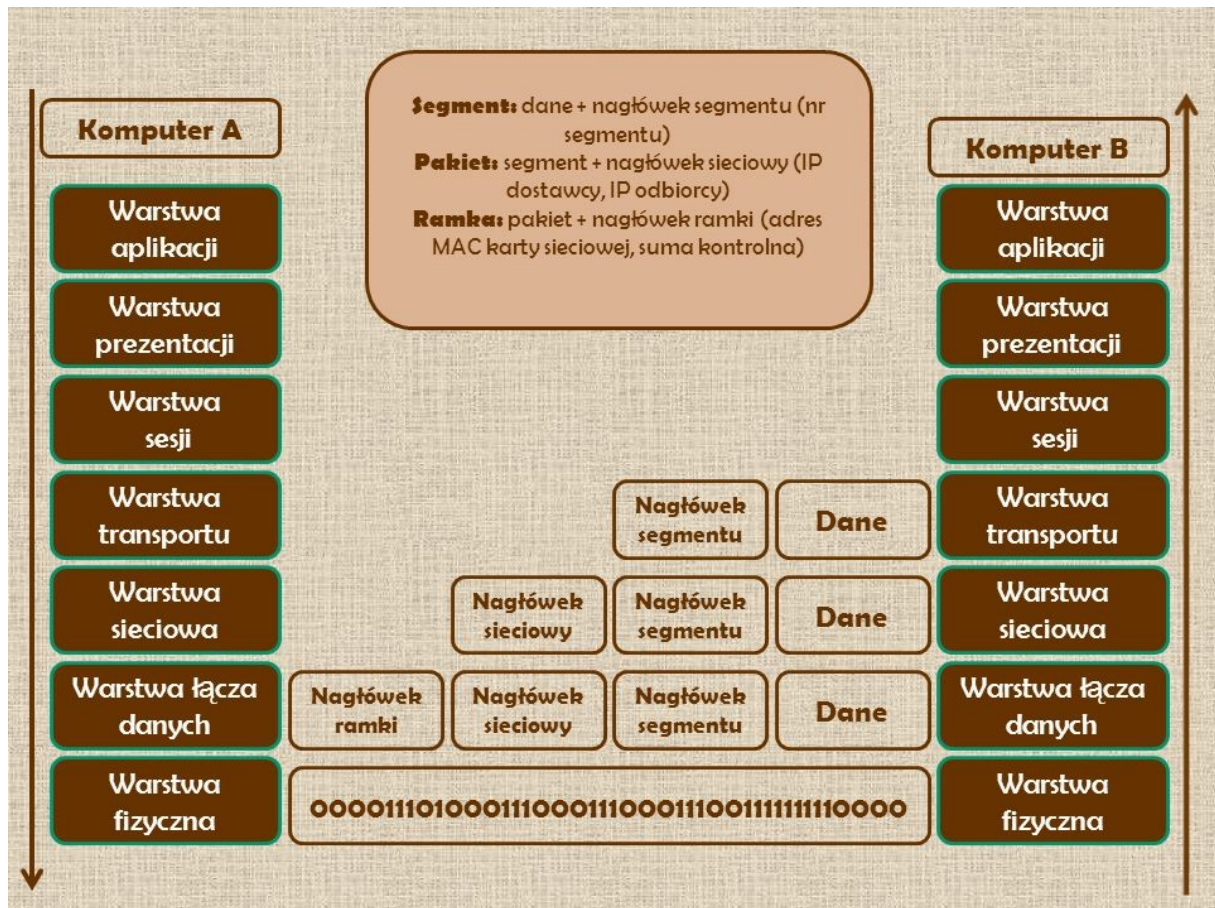 Segment: dane + nagłówek segmentu (nr
segmentu)
Pakiet: segment + nagłówek sieciowy (IP
dostawcy, IP odbiorcy)
Ramka: pakiet + nagłówek ramki (adres
MAC karty sieciowej, suma kontrolna)
Komputer A
Komputer B
Warstwa
aplikacji
Warstwa
aplikacji
Warstwa
prezentacji
Warstwa
prezentacji
Warstwa
sesji
Warstwa
sesji
Warstwa
transportu
Nagłówek
segmentu
Dane
Warstwa
transportu
Warstwa
sieciowa
Nagłówek
sieciowy
Nagłówek
segmentu
Dane
Warstwa
sieciowa
Warstwa łącza
danych
Nagłówek
ramki
Nagłówek
sieciowy
Nagłówek
segmentu
Dane
Warstwa łącza
danych
Warstwa
fizyczna
0000111010001110001110001110011111111110000
Warstwa
fizyczna